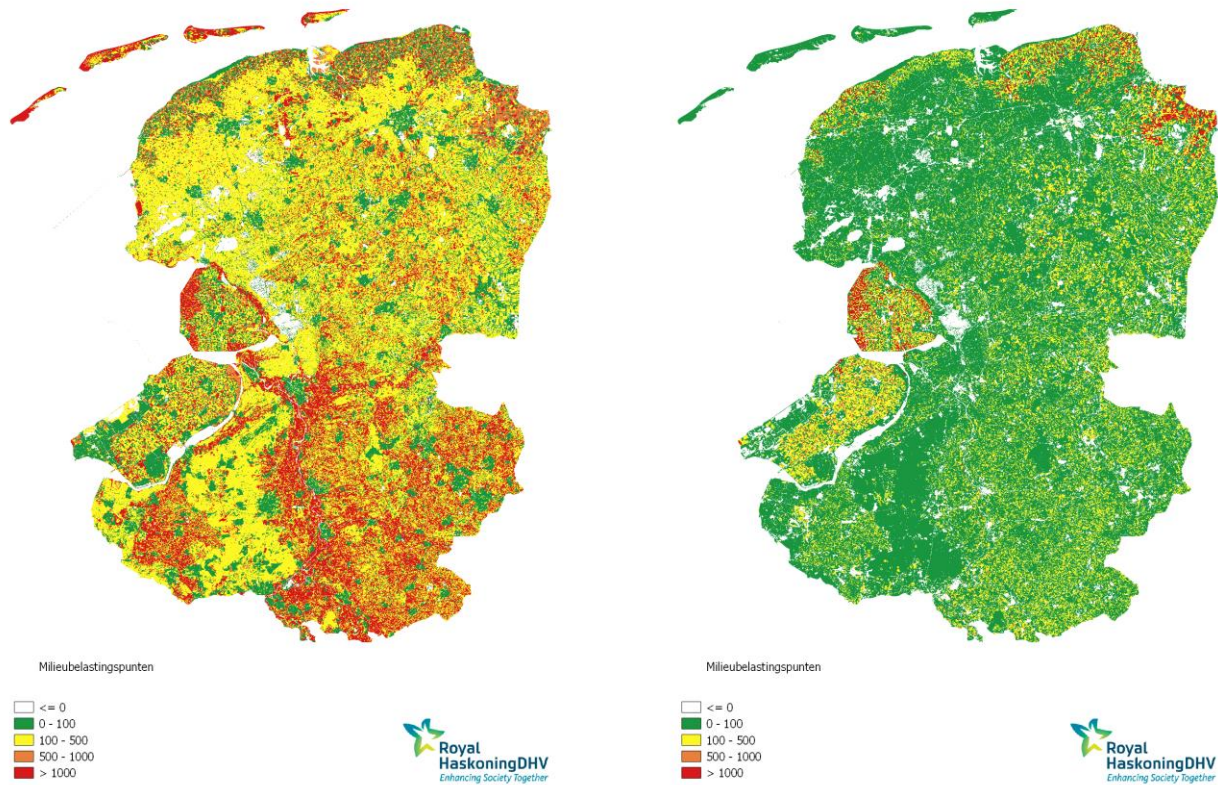 Milieubelastingspunten
<= 0
0 - 100
100 - 500
500 - 1000
> 1000
Royal
HaskoningDHV
Enhancing Society Together
Milieubelastingspunten
<= 0
0 - 100
100 - 500
500 - 1000
> 1000
Royal
HaskoningDHV
Enhancing Society Together